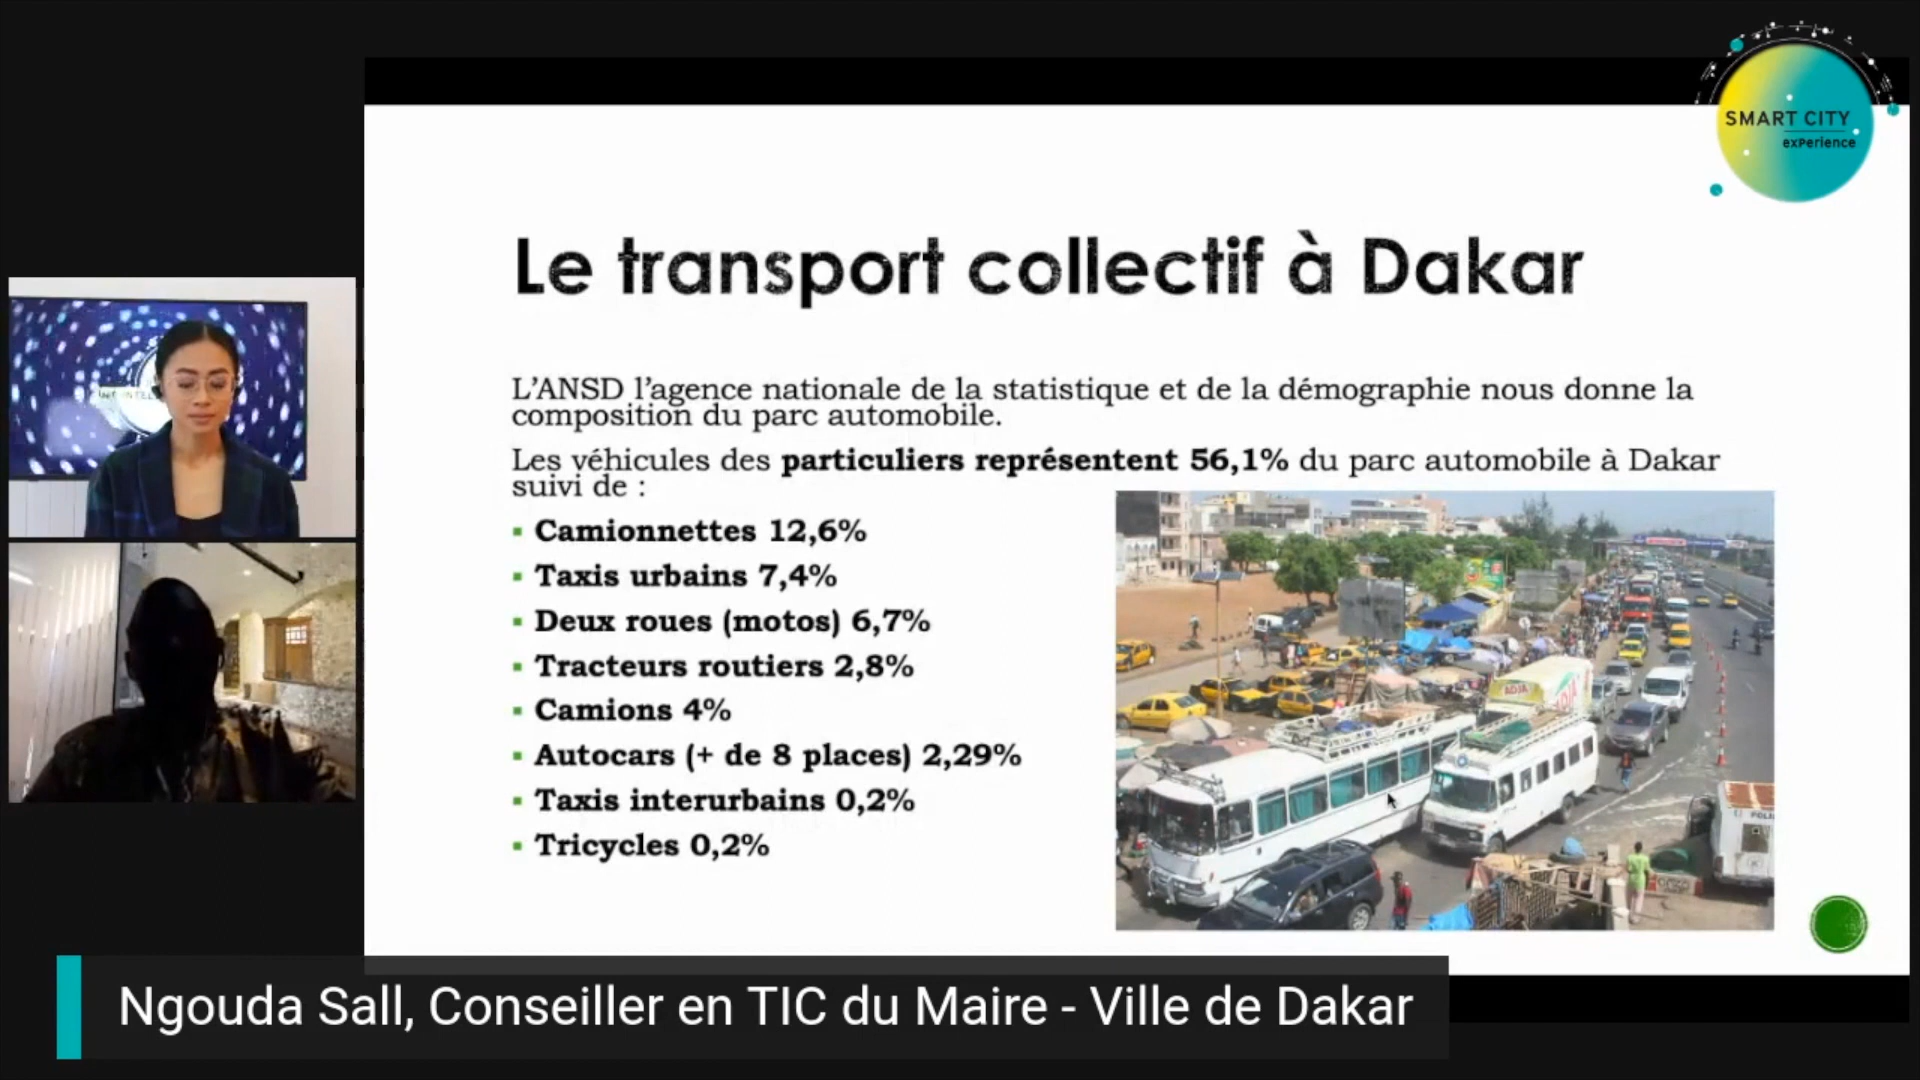 SMART CITY
exPerience
Le transport collectif à Dakar
L’ANSD l’agence nationale de la statistique et de la démographie nous donne la
composition du parc automobile.
Les véhicules des particuliers représentent 56,1% du parc automobile à Dakar
suivi de :
▪ Camionnettes 12,6%
▪ Taxis urbains 7,4%
▪ Deux roues (motos) 6,7%
▪ Tracteurs routiers 2,8%
▪ Camions 4%
▪ Autocars (+ de 8 places) 2,29%
▪ Taxis interurbains 0,2%
▪ Tricycles 0,2%
ADJA
Ngouda Sall, Conseiller en TIC du Maire - Ville de Dakar